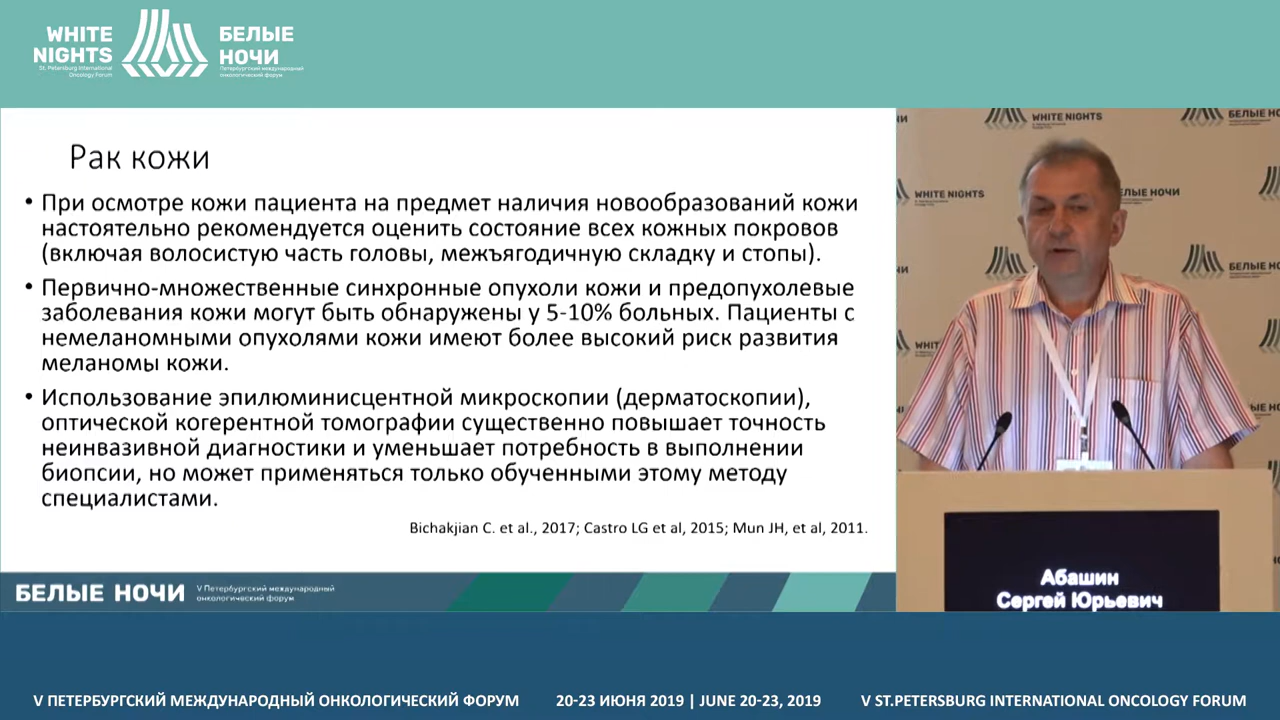 WHITE
NIGHTS
St. Petersburg International
Oncology Forum
БЕЛЫЕ
НОЧИ
Петербургский международный
онкологический форум
Рак кожи
• При осмотре кожи пациента на предмет наличия новообразований кожи
настоятельно рекомендуется оценить состояние всех кожных покровов
(включая волосистую часть головы, межъягодичную складку и стопы).
• Первично-множественные синхронные опухоли кожи и предопухолевые
заболевания кожи могут быть обнаружены у 5-10% больных. Пациенты с
немеланомными опухолями кожи имеют более высокий риск развития
меланомы кожи.
• Использование эпилюминисцентной микроскопии (дерматоскопии),
оптической когерентной томографии существенно повышает точность
неинвазивной диагностики и уменьшает потребность в выполнении
биопсии, но может применяться только обученными этому методу
специалистами.
Bichakjian C. et al., 2017; Castro LG et al, 2015; Mun JH, et al, 2011.
БЕЛЫЕ НОЧИ
V Петербургский международный
онкологический форум
WHITE NIGHTS
БЕЛЫЕ НО
WHITE NIGHTS
ЕЛЫЕ НОЧИ
БЕЛЫЕ НО
Абашин
Сергей Юрьевич
V ПЕТЕРБУРГСКИЙ МЕЖДУНАРОДНЫЙ ОНКОЛОГИЧЕСКИЙ ФОРУМ
20-23 ИЮНЯ 2019 | JUNE 20-23, 2019
V ST.PETERSBURG INTERNATIONAL ONCOLOGY FORUM